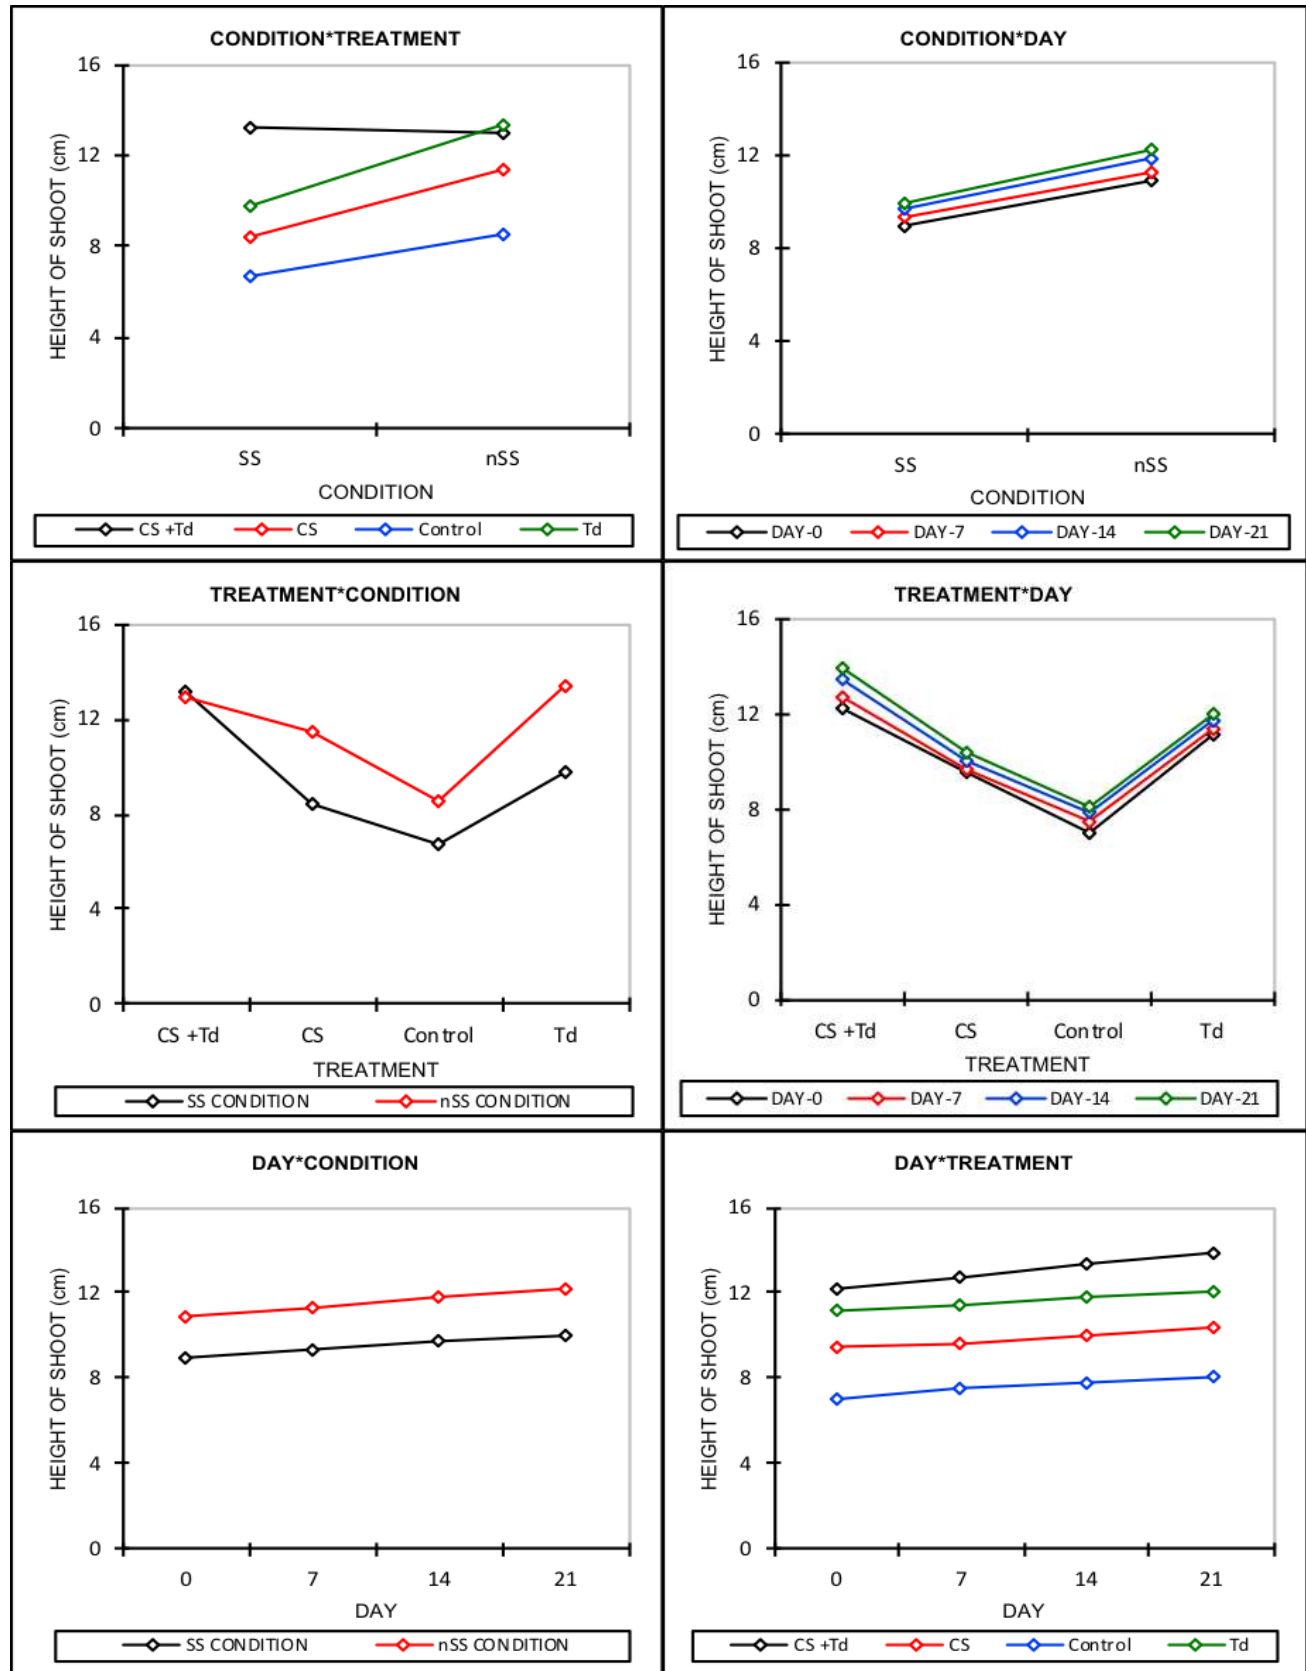 CONDITION*TREATMENT
16
12
8
4
0
HEIGHT OF SHOOT (cm)
SS nSS
CONDITION
CS +Td CS Control Td
CONDITION*DAY
16
12
8
4
0
HEIGHT OF SHOOT (cm)
SS nSS
CONDITION
DAY-0 DAY-7 DAY-14 DAY-21
TREATMENT*CONDITION
16
12
8
4
0
HEIGHT OF SHOOT (cm)
CS +Td CS Control Td
TREATMENT
SS CONDITION nSS CONDITION
TREATMENT*DAY
16
12
8
4
0
HEIGHT OF SHOOT (cm)
CS +Td CS Control Td
TREATMENT
DAY-0 DAY-7 DAY-14 DAY-21
DAY*CONDITION
16
12
8
4
0
HEIGHT OF SHOOT (cm)
0 7 14 21
DAY
SS CONDITION nSS CONDITION
DAY*TREATMENT
16
12
8
4
0
HEIGHT OF SHOOT (cm)
0 7 14 21
DAY
CS +Td CS Control Td